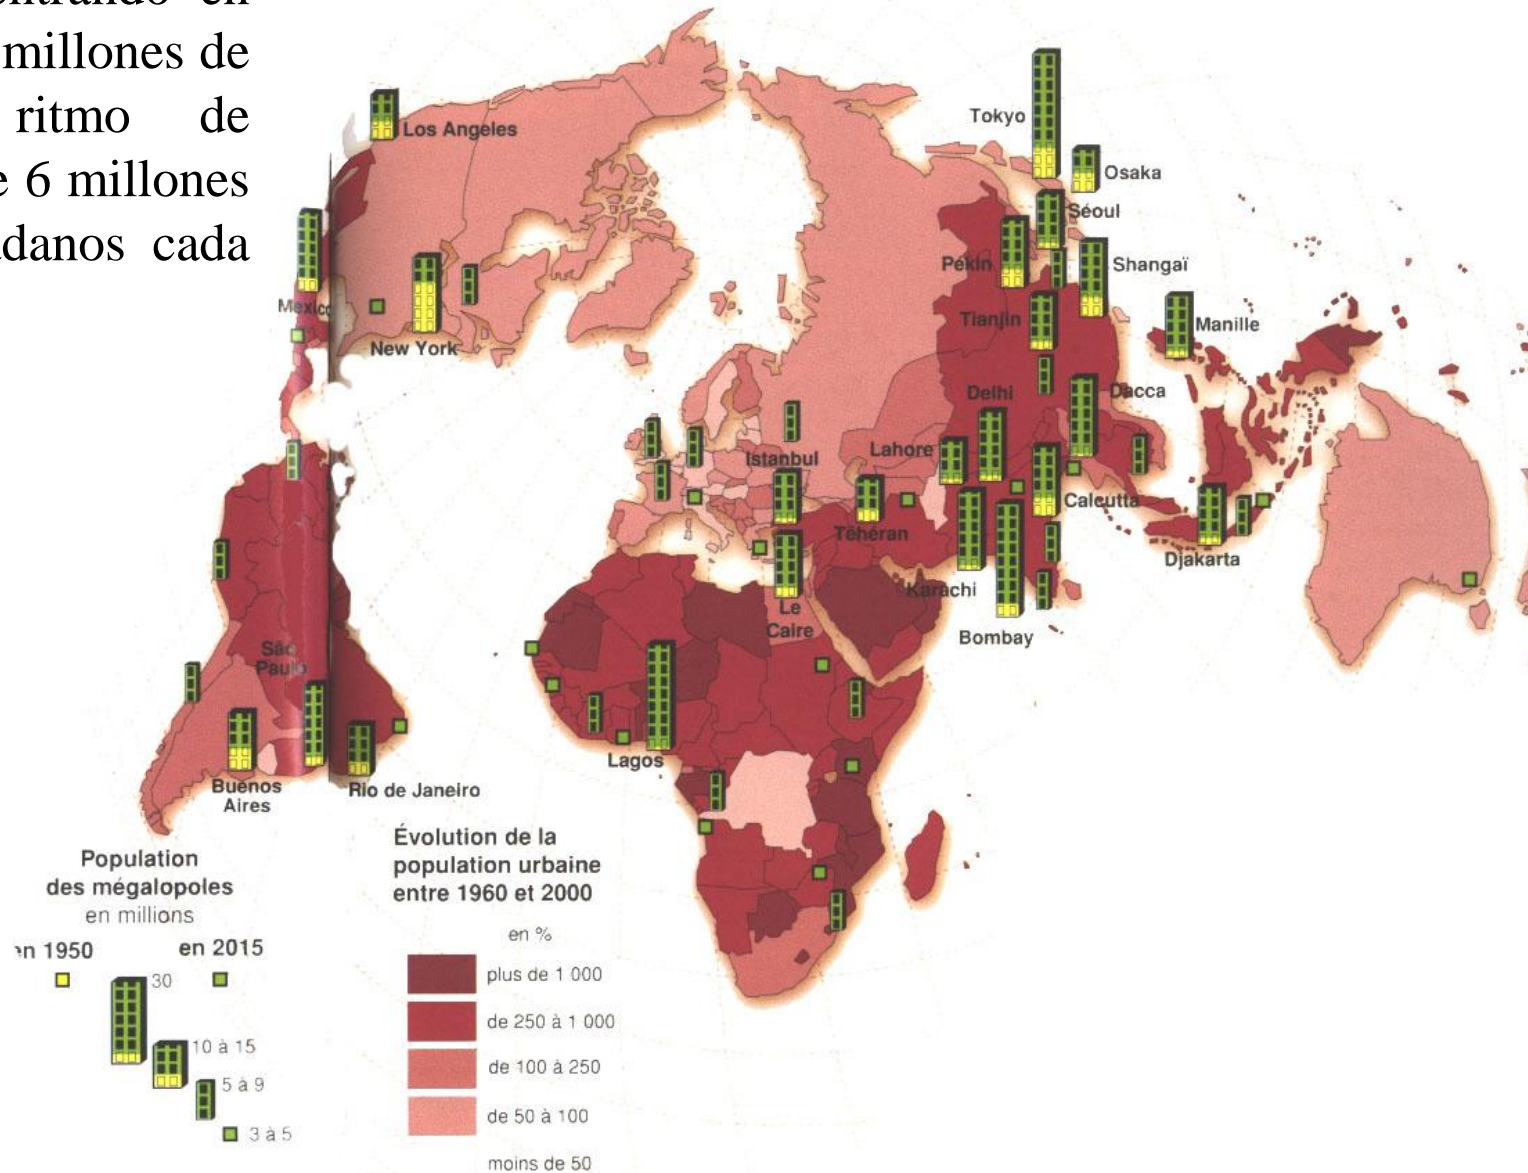 ntrando en
millones de
ritmo de
e 6 millones
danos cada
Los Angeles
Tokyo
Osaka
Séoul
Pékin
Shangaï
Mexico
Tianjin
Manille
New York
Delhi
Dacca
Lahore
Istanbul
Calcutta
Téhéran
Djakarta
Karachi
Le
Caire
Bombay
São
Paulo
Lagos
Buenos
Aires
Rio de Janeiro
Évolution de la
population urbaine
entre 1960 et 2000
en %
plus de 1 000
de 250 à 1 000
de 100 à 250
de 50 à 100
moins de 50
Population
des mégalopoles
en millions
en 1950 en 2015
30
10 à 15
5 à 9
3 à 5